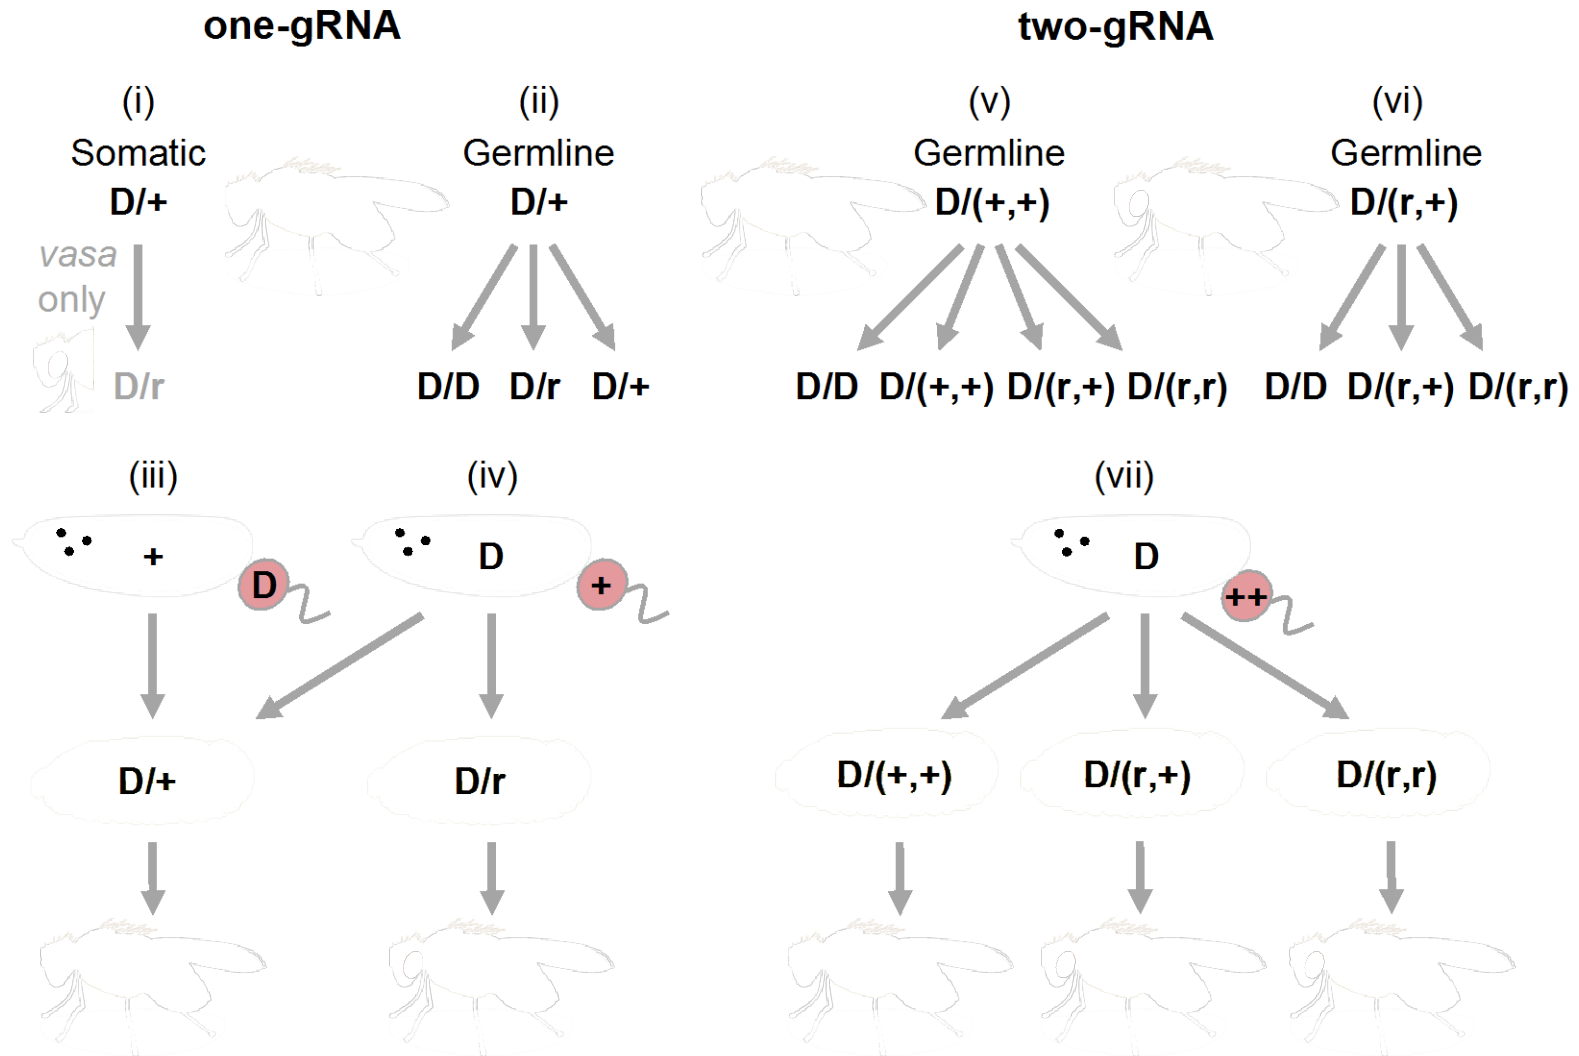 one-gRNA
two-gRNA
(i)
(ii)
(v)
(vi)
Somatic
Germline
Germline
Germline
D/+
D/+
D/(+,+)
D/(r,+)
vasa
only
D/r
D/D D/r D/+
D/D D/(+,+) D/(r,+) D/(r,r)
D/D D/(r,+) D/(r,r)
(iii)
(iv)
(vii)
+
D
D
+
D
++
D/+
D/r
D/(+,+)
D/(r,+)
D/(r,r)